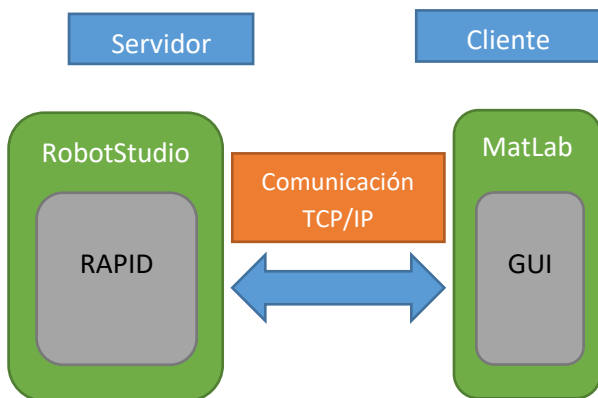 Servidor
Cliente
RobotStudio
MatLab
Comunicación
TCP/IP
RAPID
GUI